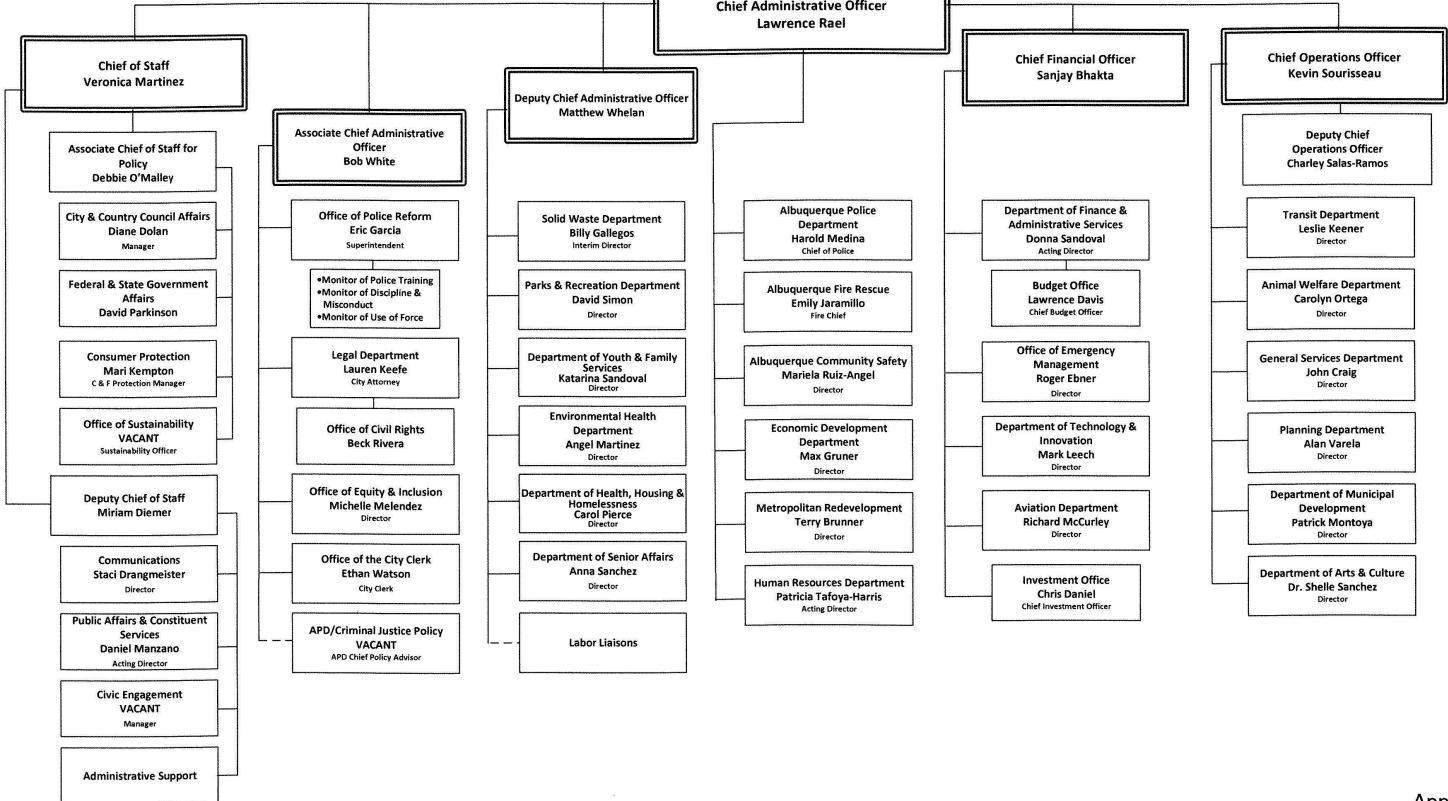 Chief Administrative Officer
Lawrence Rael
Chief of Staff
Veronica Martinez
Associate Chief of Staff for
Policy
Debbie O'Malley
City & Country Council Affairs
Diane Dolan
Manager
Federal & State Government
Affairs
David Parkinson
Consumer Protection
Mari Kempton
C & F Protection Manager
Office of Sustainability
VACANT
Sustainability Officer
Deputy Chief of Staff
Miriam Diemer
Communications
Staci Drangmeister
Director
Public Affairs & Constituent
Services
Daniel Manzano
Acting Director
Civic Engagement
VACANT
Manager
Administrative Support
Associate Chief Administrative
Officer
Bob White
Office of Police Reform
Eric Garcia
Superintendent
•Monitor of Police Training
•Monitor of Discipline &
Misconduct
•Monitor of Use of Force
Legal Department
Lauren Keefe
City Attorney
Office of Civil Rights
Beck Rivera
Office of Equity & Inclusion
Michelle Melendez
Director
Office of the City Clerk
Ethan Watson
City Clerk
APD/Criminal Justice Policy
VACANT
APD Chief Policy Advisor
Deputy Chief Administrative Officer
Matthew Whelan
Solid Waste Department
Billy Gallegos
Interim Director
Parks & Recreation Department
David Simon
Director
Department of Youth & Family
Services
Katarina Sandoval
Director
Environmental Health
Department
Angel Martinez
Director
Department of Health, Housing &
Homelessness
Carol Pierce
Director
Department of Senior Affairs
Anna Sanchez
Director
Labor Liaisons
Albuquerque Police
Department
Harold Medina
Chief of Police
Albuquerque Fire Rescue
Emily Jaramillo
Fire Chief
Albuquerque Community Safety
Mariela Ruiz-Angel
Director
Economic Development
Department
Max Gruner
Director
Metropolitan Redevelopment
Terry Brunner
Director
Human Resources Department
Patricia Tafoya-Harris
Acting Director
Chief Financial Officer
Sanjay Bhakta
Department of Finance &
Administrative Services
Donna Sandoval
Acting Director
Budget Office
Lawrence Davis
Chief Budget Officer
Office of Emergency
Management
Roger Ebner
Director
Department of Technology &
Innovation
Mark Leech
Director
Aviation Department
Richard McCurley
Director
Investment Office
Chris Daniel
Chief Investment Officer
Chief Operations Officer
Kevin Sourisseau
Deputy Chief
Operations Officer
Charley Salas-Ramos
Transit Department
Leslie Keener
Director
Animal Welfare Department
Carolyn Ortega
Director
General Services Department
John Craig
Director
Planning Department
Alan Varela
Director
Department of Municipal
Development
Patrick Montoya
Director
Department of Arts & Culture
Dr. Shelle Sanchez
Director